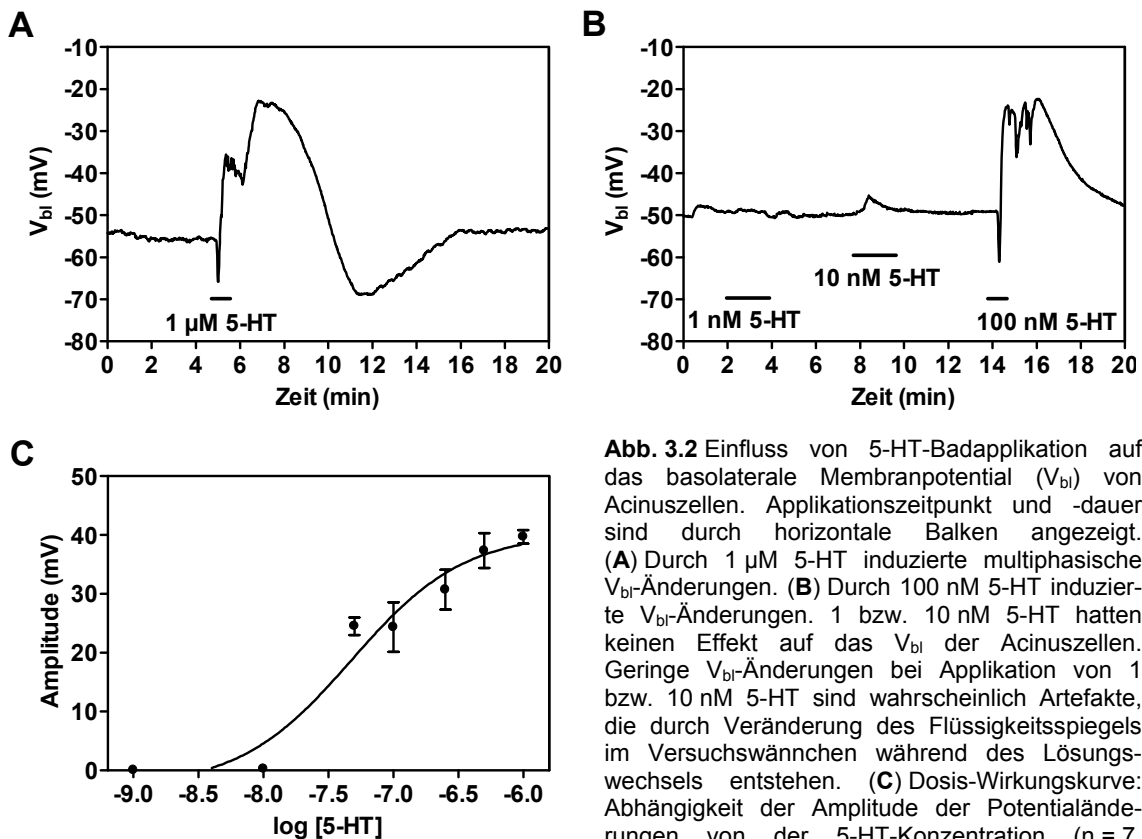 A
-10
-20
-30
-40
-50
-60
-70
-80
V_bl (mV)
1 µM 5-HT
0 2 4 6 8 10 12 14 16 18 20
Zeit (min)
B
-10
-20
-30
-40
-50
-60
-70
-80
V_bl (mV)
10 nM 5-HT
1 nM 5-HT
100 nM 5-HT
0 2 4 6 8 10 12 14 16 18 20
Zeit (min)
C
50
40
30
20
10
0
Amplitude (mV)
-9.0 -8.5 -8.0 -7.5 -7.0 -6.5 -6.0
log [5-HT]
Abb. 3.2 Einfluss von 5-HT-Badapplikation auf
das basolaterale Membranpotential (V_bl) von
Acinuszellen. Applikationszeitpunkt und -dauer
sind durch horizontale Balken angezeigt.
(A) Durch 1 µM 5-HT induzierte multiphasische
V_bl-Änderungen. (B) Durch 100 nM 5-HT induzier-
te V_bl-Änderungen. 1 bzw. 10 nM 5-HT hatten
keinen Effekt auf das V_bl der Acinuszellen.
Geringe V_bl-Änderungen bei Applikation von 1
bzw. 10 nM 5-HT sind wahrscheinlich Artefakte,
die durch Veränderung des Flüssigkeitsspiegels
im Versuchswännchen während des Lösungs-
wechsels entstehen. (C) Dosis-Wirkungskurve:
Abhängigkeit der Amplitude der Potentialände-
rungen von der 5-HT-Konzentration (n = 7,